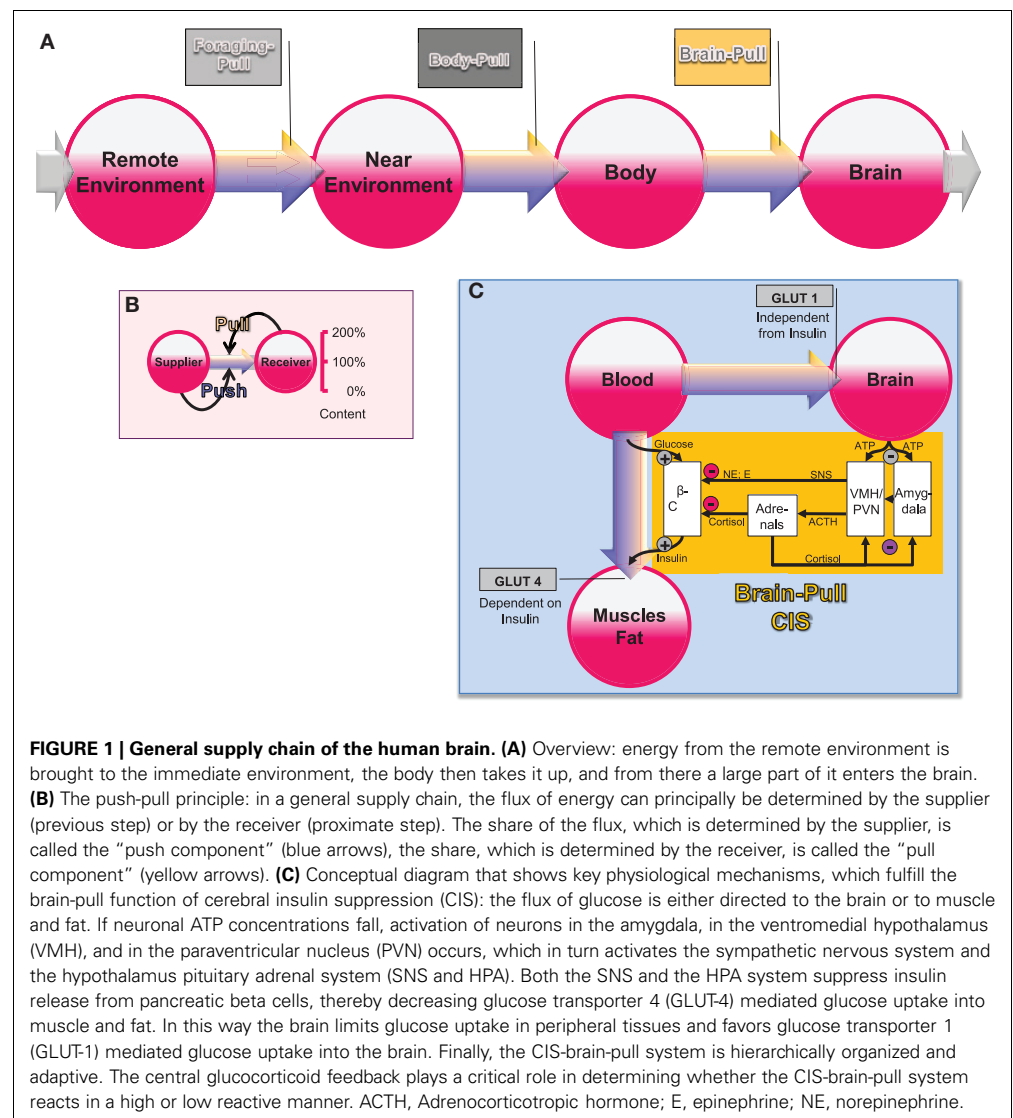 A
Foraging-
Pull
Body-Pull
Brain-Pull
Remote
Environment
Near
Environment
Body
Brain
B
Pull
Supplier
Receiver
Push
200%
100%
0%
Content
C
GLUT 1
Independent
from Insulin
Blood
Brain
Glucose
ATP
ATP
+
-
-
NE; E
SNS
β-
C
VMH/
PVN
Amyg-
dala
-
Cortisol
Adre-
nals
ACTH
+
Insulin
-
Cortisol
GLUT 4
Dependent on
Insulin
Brain-Pull
CIS
Muscles
Fat
FIGURE 1 | General supply chain of the human brain. (A) Overview: energy from the remote environment is
brought to the immediate environment, the body then takes it up, and from there a large part of it enters the brain.
(B) The push-pull principle: in a general supply chain, the flux of energy can principally be determined by the supplier
(previous step) or by the receiver (proximate step). The share of the flux, which is determined by the supplier, is
called the “push component” (blue arrows), the share, which is determined by the receiver, is called the “pull
component” (yellow arrows). (C) Conceptual diagram that shows key physiological mechanisms, which fulfill the
brain-pull function of cerebral insulin suppression (CIS): the flux of glucose is either directed to the brain or to muscle
and fat. If neuronal ATP concentrations fall, activation of neurons in the amygdala, in the ventromedial hypothalamus
(VMH), and in the paraventricular nucleus (PVN) occurs, which in turn activates the sympathetic nervous system and
the hypothalamus pituitary adrenal system (SNS and HPA). Both the SNS and the HPA system suppress insulin
release from pancreatic beta cells, thereby decreasing glucose transporter 4 (GLUT-4) mediated glucose uptake into
muscle and fat. In this way the brain limits glucose uptake in peripheral tissues and favors glucose transporter 1
(GLUT-1) mediated glucose uptake into the brain. Finally, the CIS-brain-pull system is hierarchically organized and
adaptive. The central glucocorticoid feedback plays a critical role in determining whether the CIS-brain-pull system
reacts in a high or low reactive manner. ACTH, Adrenocorticotropic hormone; E, epinephrine; NE, norepinephrine.